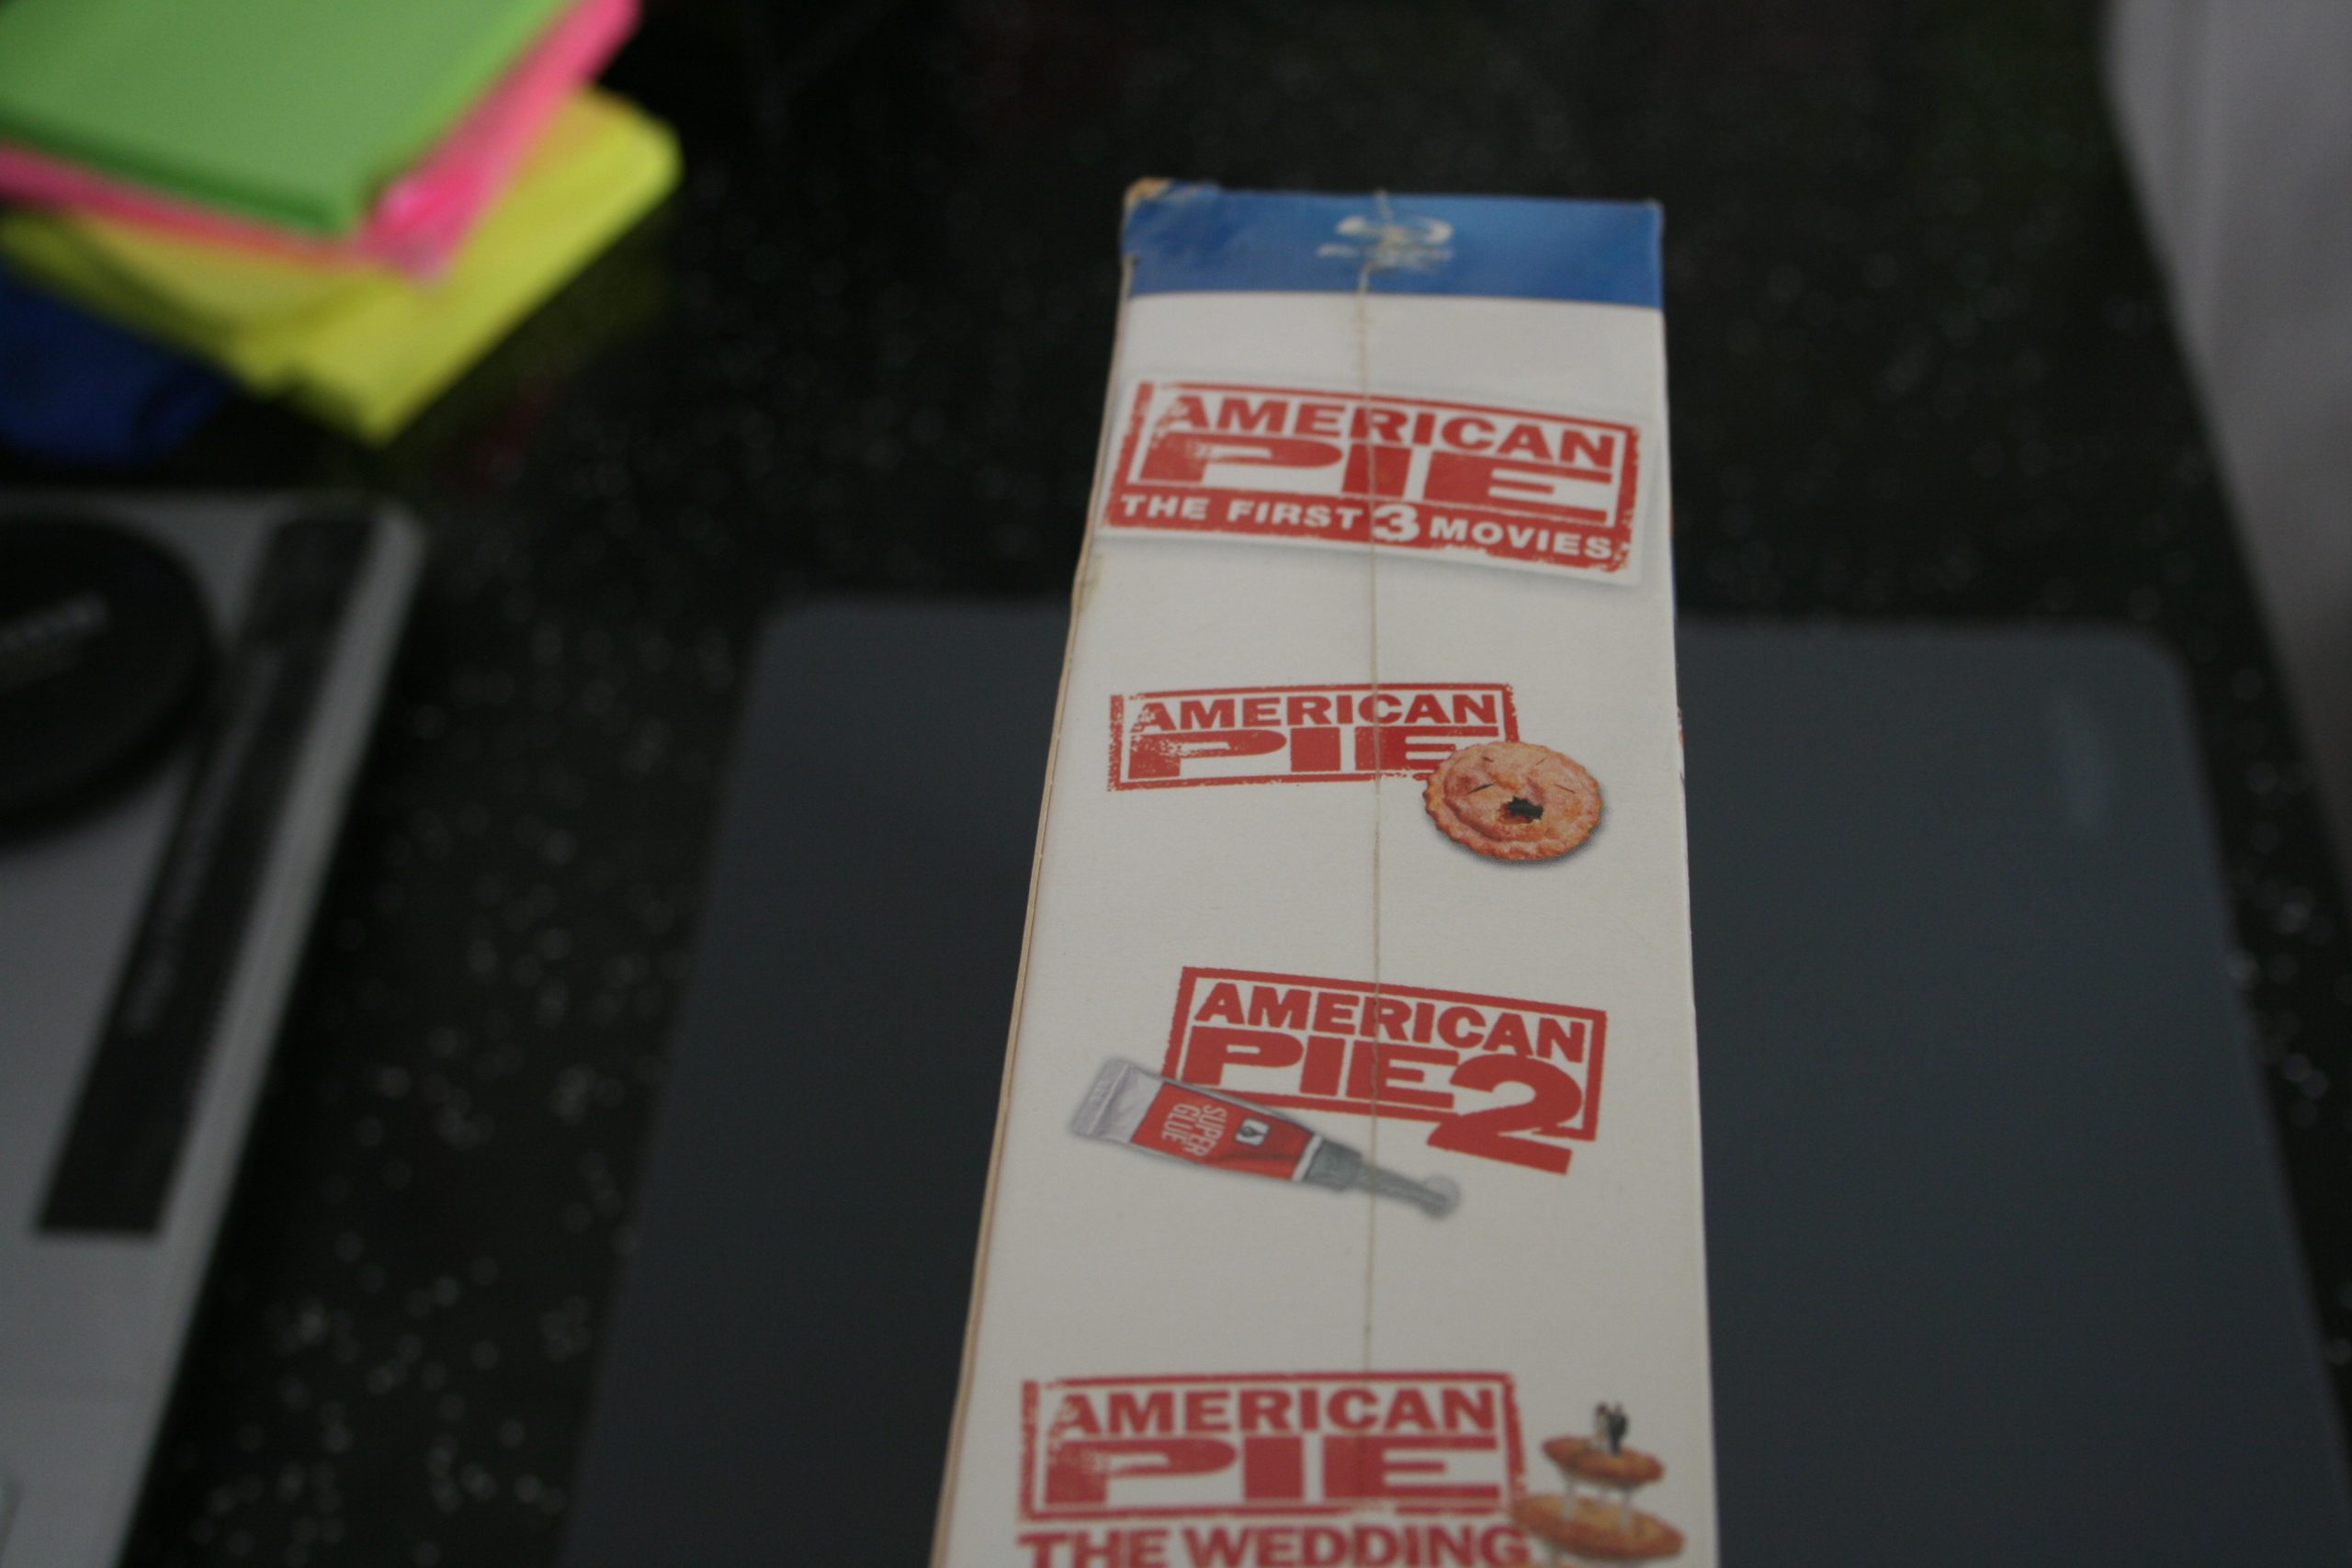 AMERICAN
PIE
THE FIRST 3 MOVIES
AMERICAN
PIE
AMERICAN
PIE 2
SUPER
GLUE
AMERICAN
PIE
THE WEDDING